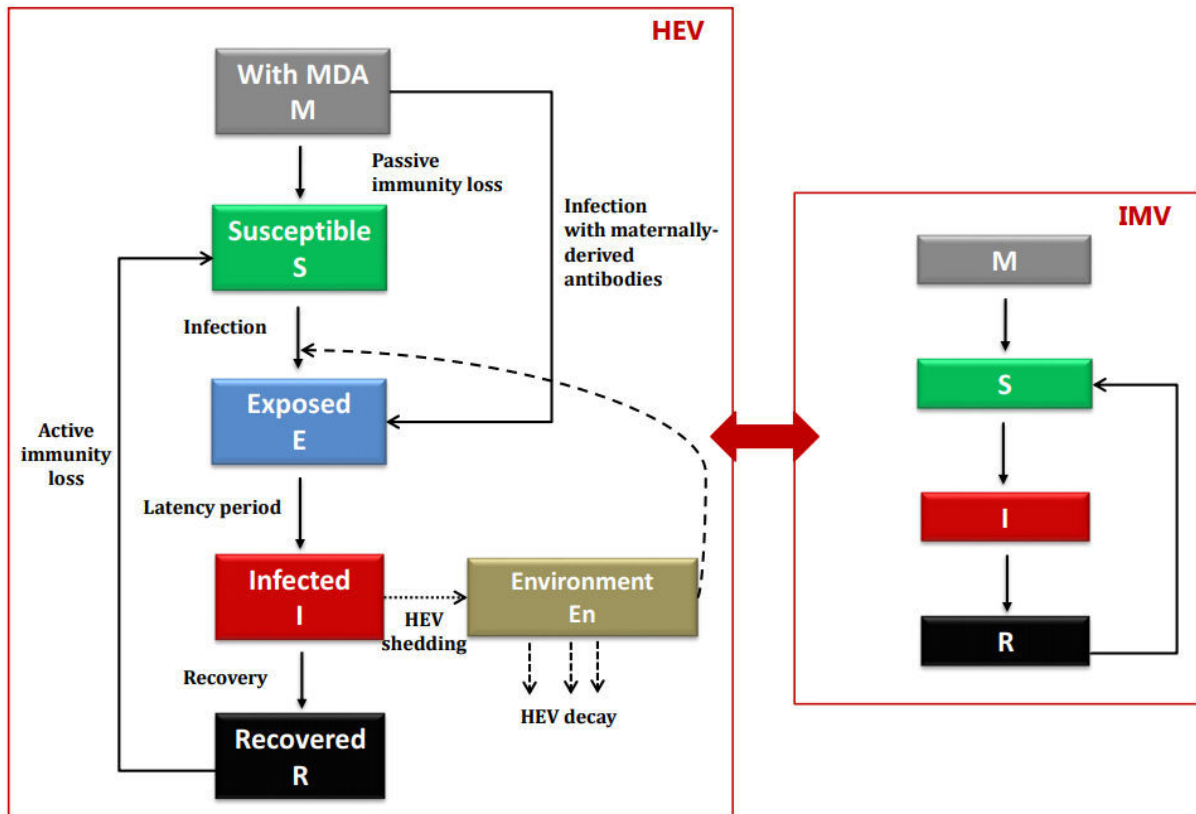 HEV
With MDA
M
Passive
immunity loss
Susceptible
S
Infection
with maternally-
derived
antibodies
Infection
Exposed
E
Active
immunity
loss
Latency period
Infected
I
HEV
shedding
Environment
En
Recovery
HEV decay
Recovered
R
IMV
M
S
I
R